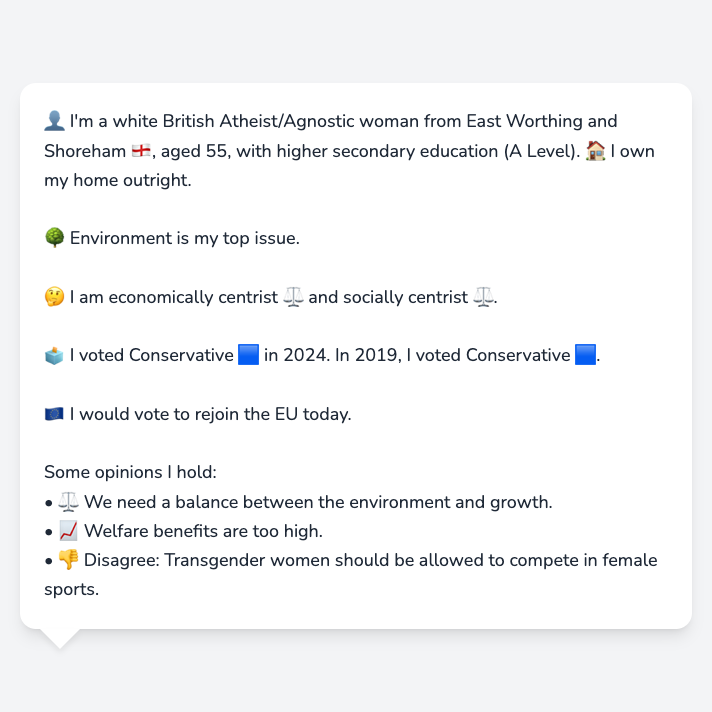 👤 I'm a white British Atheist/Agnostic woman from East Worthing and
Shoreham 🏴󠁧󠁢󠁥󠁮󠁧󠁿, aged 55, with higher secondary education (A Level). 🏠 I own
my home outright.
🌳 Environment is my top issue.
🤔 I am economically centrist ⚖️ and socially centrist ⚖️.
🗳️ I voted Conservative 🟦 in 2024. In 2019, I voted Conservative 🟦.
🇪🇺 I would vote to rejoin the EU today.
Some opinions I hold:
• ⚖️ We need a balance between the environment and growth.
• 📈 Welfare benefits are too high.
• 👎 Disagree: Transgender women should be allowed to compete in female
sports.